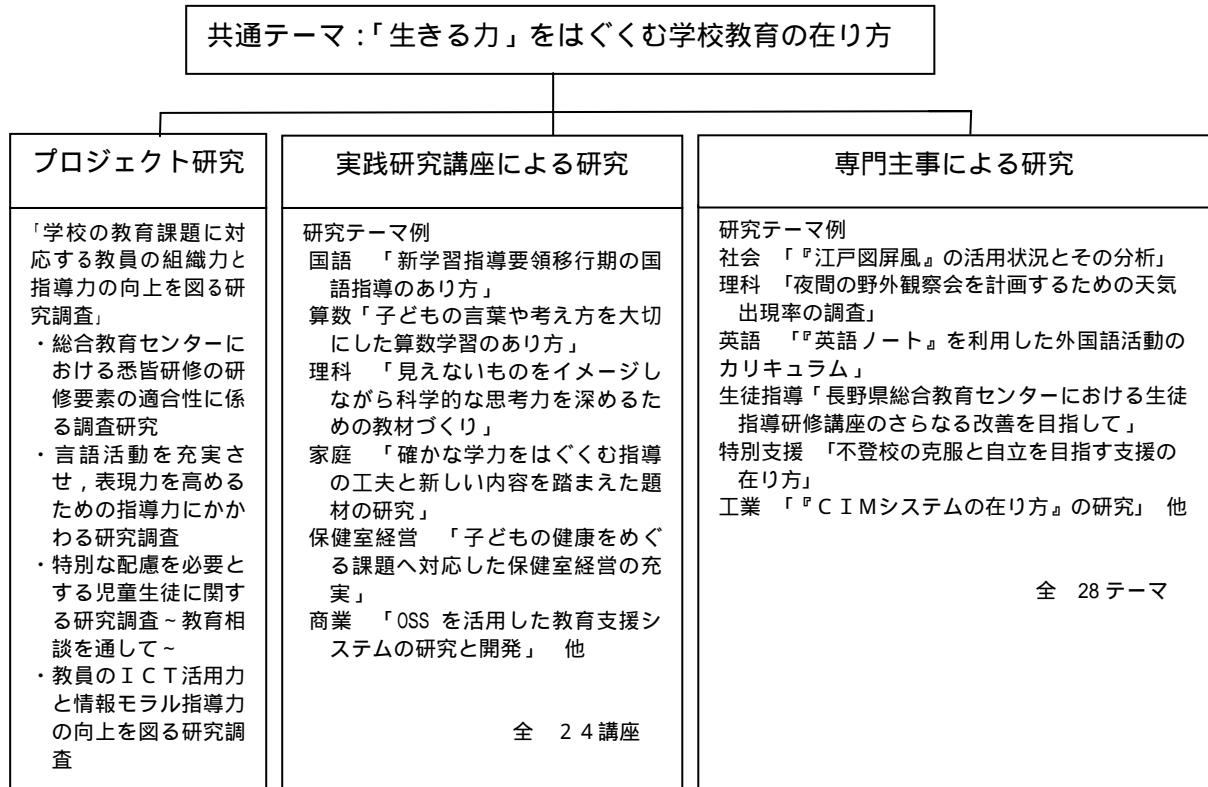 共通テーマ：「生きる力」をはぐくむ学校教育の在り方
プロジェクト研究
「学校の教育課題に対
応する教員の組織力と
指導力の向上を図る研
究調査」
・総合教育センターに
おける悉皆研修の研
修要素の適合性に係
る調査研究
・言語活動を充実さ
せ，表現力を高める
ための指導力にかか
わる研究調査
・特別な配慮を必要と
する児童生徒に関す
る研究調査～教育相
談を通して～
・教員のＩＣＴ活用力
と情報モラル指導力
の向上を図る研究調
査
実践研究講座による研究
研究テーマ例
国語　「新学習指導要領移行期の国
語指導のあり方」
算数「子どもの言葉や考え方を大切
にした算数学習のあり方」
理科　「見えないものをイメージし
ながら科学的な思考力を深めるた
めの教材づくり」
家庭　「確かな学力をはぐくむ指導
の工夫と新しい内容を踏まえた題
材の研究」
保健室経営　「子どもの健康をめぐ
る課題へ対応した保健室経営の充
実」
商業　「OSS を活用した教育支援シ
ステムの研究と開発」　他
全　２４講座
専門主事による研究
研究テーマ例
社会　「『江戸図屏風』の活用状況とその分析」
理科　「夜間の野外観察会を計画するための天気
出現率の調査」
英語　「『英語ノート』を利用した外国語活動の
カリキュラム」
生徒指導「長野県総合教育センターにおける生徒
指導研修講座のさらなる改善を目指して」
特別支援　「不登校の克服と自立を目指す支援の
在り方」
工業　「『ＣＩＭシステムの在り方』の研究」　他
全　28 テーマ